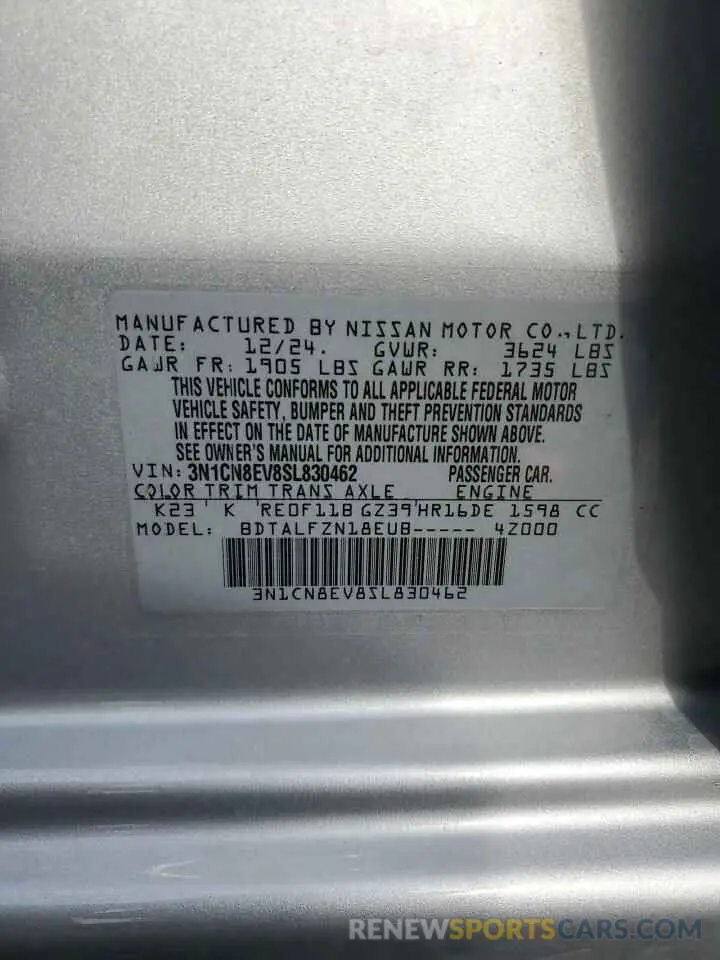 MANUFACTURED BY NISSAN MOTOR CO., LTD.
DATE: 12/24. GVWR: 3624 LBS
GAWR FR: 1905 LBS GAWR RR: 1735 LBS
THIS VEHICLE CONFORMS TO ALL APPLICABLE FEDERAL MOTOR
VEHICLE SAFETY, BUMPER AND THEFT PREVENTION STANDARDS
IN EFFECT ON THE DATE OF MANUFACTURE SHOWN ABOVE.
SEE OWNER'S MANUAL FOR ADDITIONAL INFORMATION.
VIN: 3N1CN8EV8SL830462 PASSENGER CAR.
COLOR TRIM TRANS AXLE ENGINE
K23 ' K ' RE0F11B GZ39'HR16DE 1598 CC
MODEL: BDTALFZN18EUB----- 4Z000
3N1CN8EV8SL830462
RENEWSPORTSCARS.COM